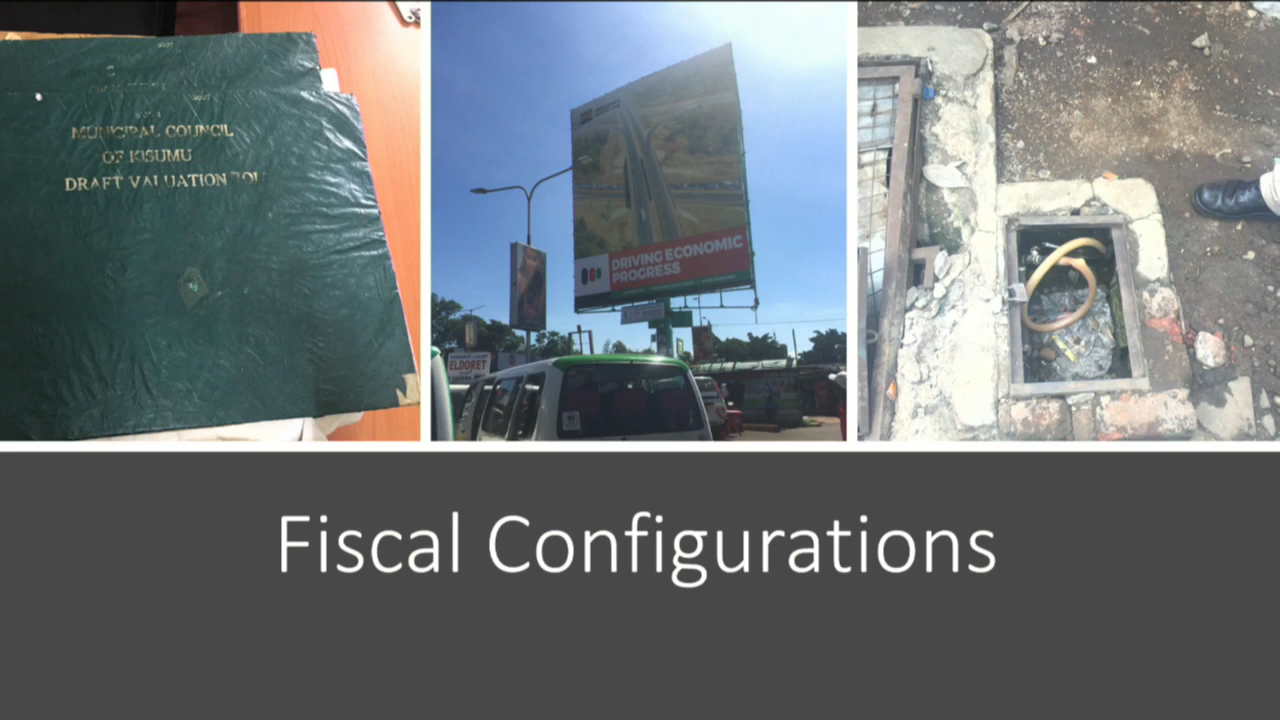 MUNICIPAL COUNCIL
OF KISUMU
DRAFT VALUATION
DRIVING ECONOMIC
PROGRESS
ELDORET
Fiscal Configurations